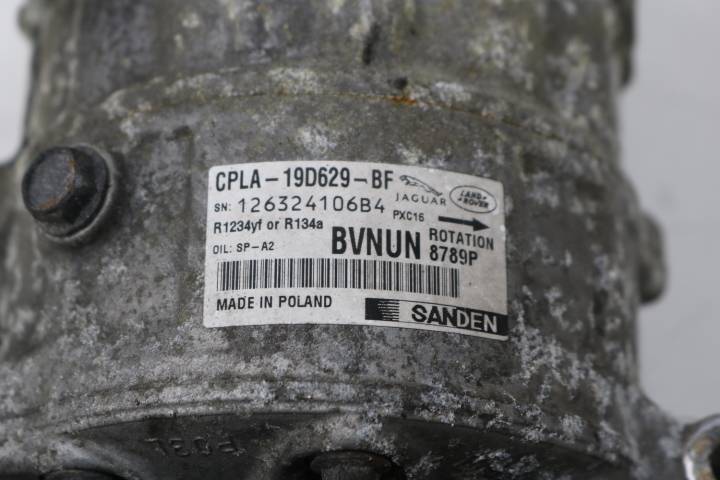 CPLA-19D629-BF
JAGUAR
LAND-ROVER
SN: 126324106B4 PXC16
R1234yf or R134a
ROTATION
OIL: SP-A2
BVNUN 8789P
MADE IN POLAND
SANDEN